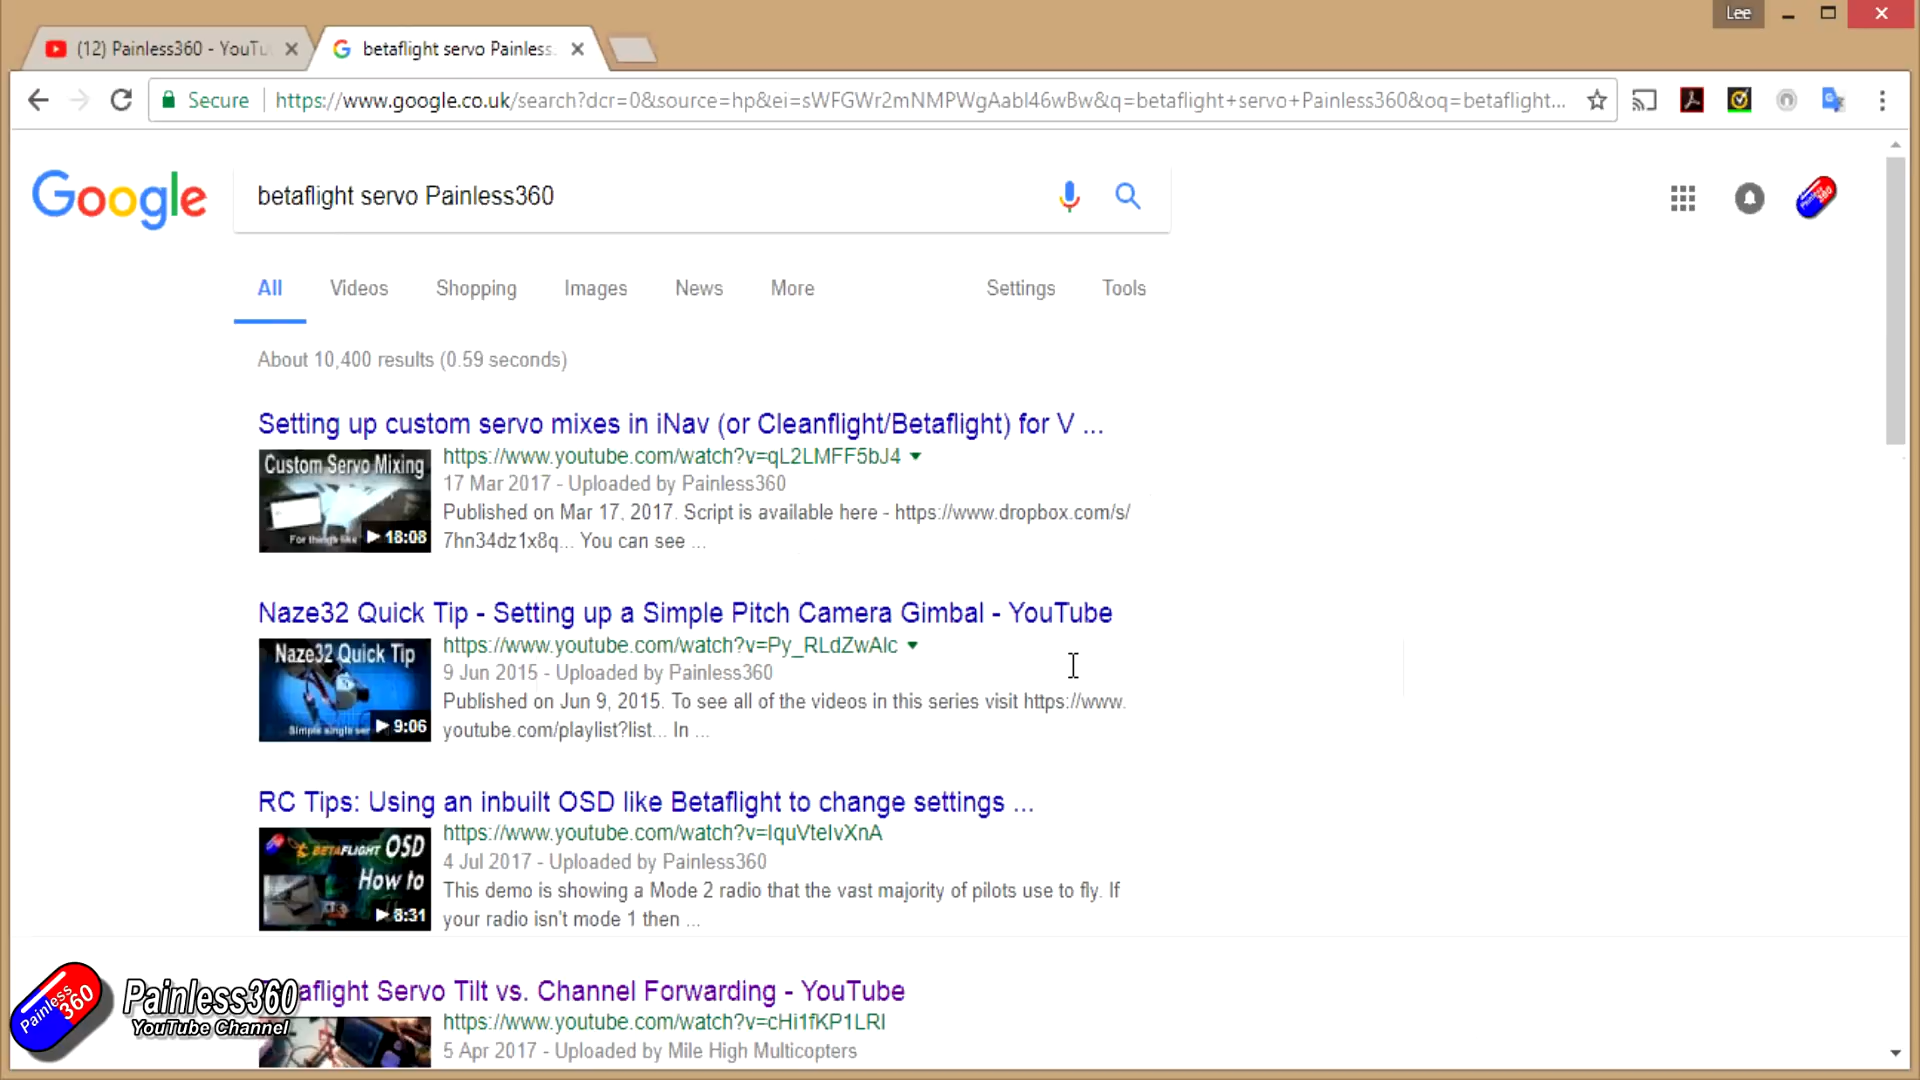 Lee
(12) Painless360 - YouTu
betaflight servo Painless
Secure
https://www.google.co.uk/search?dcr=0&source=hp&ei=sWFGWr2mNMPWgAabl46wBw&q=betaflight+servo+Painless360&oq=betaflight...
Google
betaflight servo Painless360
All Videos Shopping Images News More Settings Tools
About 10,400 results (0.59 seconds)
Setting up custom servo mixes in iNav (or Cleanflight/Betaflight) for V ...
Custom Servo Mixing
For things like
18:08
https://www.youtube.com/watch?v=qL2LMFF5bJ4
17 Mar 2017 - Uploaded by Painless360
Published on Mar 17, 2017. Script is available here - https://www.dropbox.com/s/
7hn34dz1x8q... You can see ...
Naze32 Quick Tip - Setting up a Simple Pitch Camera Gimbal - YouTube
Naze32 Quick Tip
Simple single ser
9:06
https://www.youtube.com/watch?v=Py_RLdZwAlc
9 Jun 2015 - Uploaded by Painless360
Published on Jun 9, 2015. To see all of the videos in this series visit https://www.
youtube.com/playlist?list... In ...
RC Tips: Using an inbuilt OSD like Betaflight to change settings ...
BETAFLIGHT OSD
How to
8:31
https://www.youtube.com/watch?v=IquVteIvXnA
4 Jul 2017 - Uploaded by Painless360
This demo is showing a Mode 2 radio that the vast majority of pilots use to fly. If
your radio isn't mode 1 then ...
aflight Servo Tilt vs. Channel Forwarding - YouTube
https://www.youtube.com/watch?v=cHi1fKP1LRI
5 Apr 2017 - Uploaded by Mile High Multicopters
Painless 360
Painless360
YouTube Channel